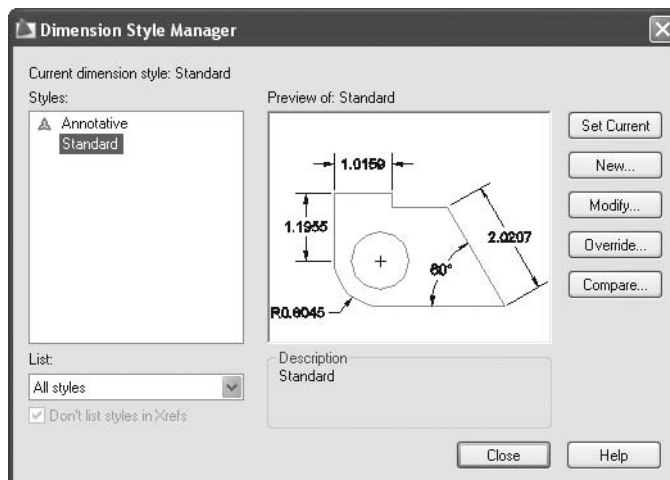 Dimension Style Manager
Current dimension style: Standard
Styles:
Annotative
Standard
List:
All styles
Don't list styles in Xrefs
Preview of: Standard
1.0159
1.1955
2.0207
60°
R0.8045
Description
Standard
Set Current
New...
Modify...
Override...
Compare...
Close
Help